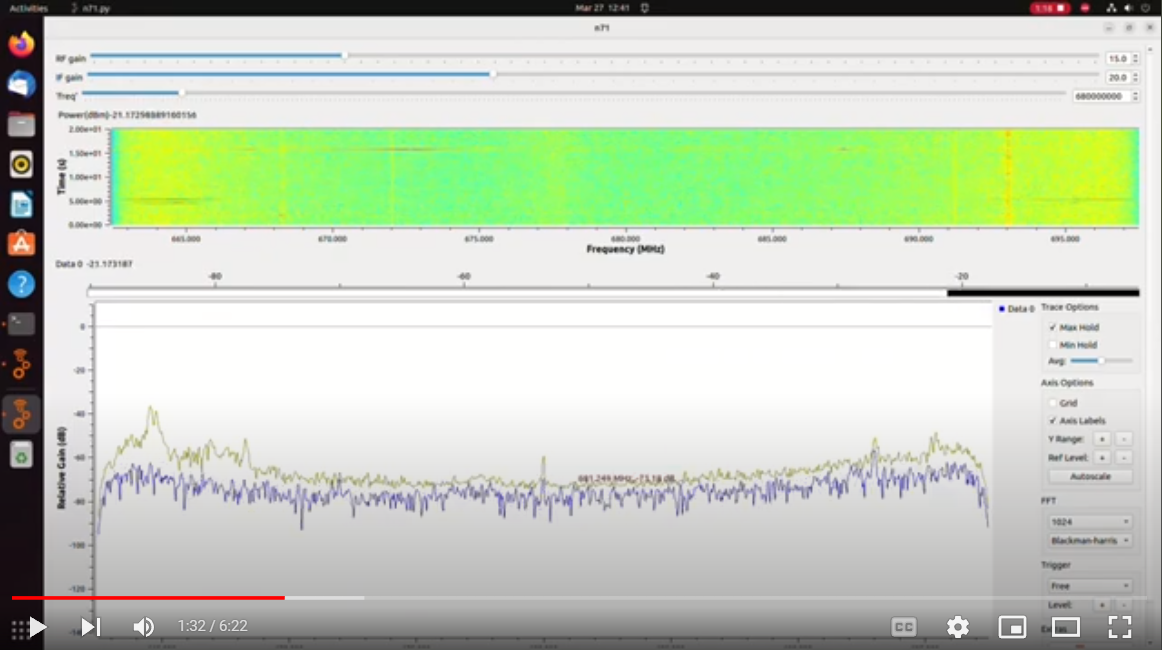 Activities n71.py Mar 27 12:41 1:18
n71
RF gain 15.0
IF gain 20.0
'freq' 680000000
Power(dBm)-21.17298889160156
2.00e+01
1.50e+01
1.00e+01
5.00e+00
0.00e+00
Time (s)
665.000 670.000 675.000 680.000 685.000 690.000 695.000
Frequency (MHz)
Data 0 -21.173187
-80 -60 -40 -20
Data 0
Trace Options
Max Hold
Min Hold
Avg:
Axis Options
Grid
Axis Labels
Y Range: + -
Ref Level: + -
Autoscale
FFT
1024
Blackman-harris
Trigger
Free
Level: + -
0
-20
-40
-60
-80
-100
-120
Relative Gain (dB)
681.249 MHz, -73.18 dB
1:32 / 6:22
CC